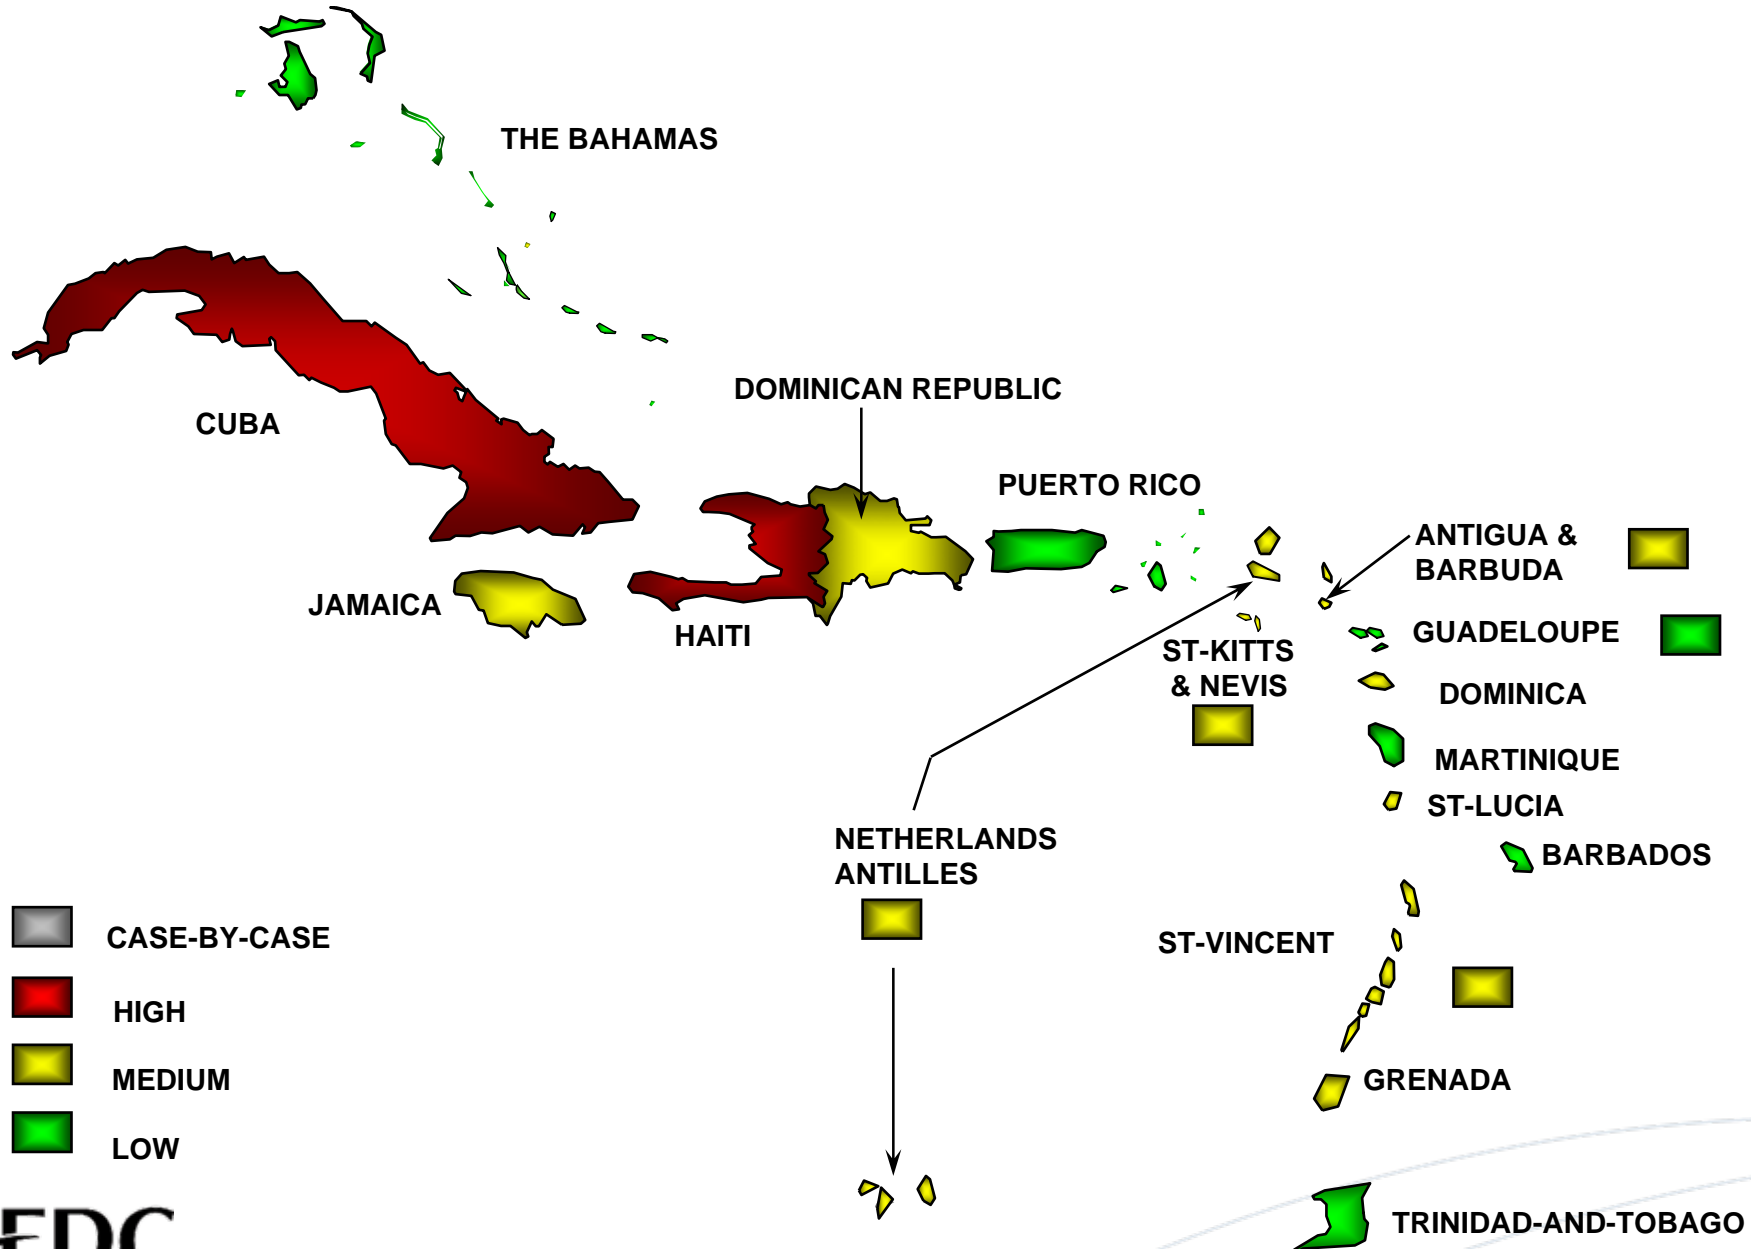 THE BAHAMAS
DOMINICAN REPUBLIC
CUBA
PUERTO RICO
ANTIGUA &
BARBUDA
JAMAICA
HAITI
GUADELOUPE
ST-KITTS
& NEVIS
DOMINICA
MARTINIQUE
ST-LUCIA
NETHERLANDS
ANTILLES
BARBADOS
CASE-BY-CASE
ST-VINCENT
HIGH
MEDIUM
GRENADA
LOW
EDC
TRINIDAD-AND-TOBAGO